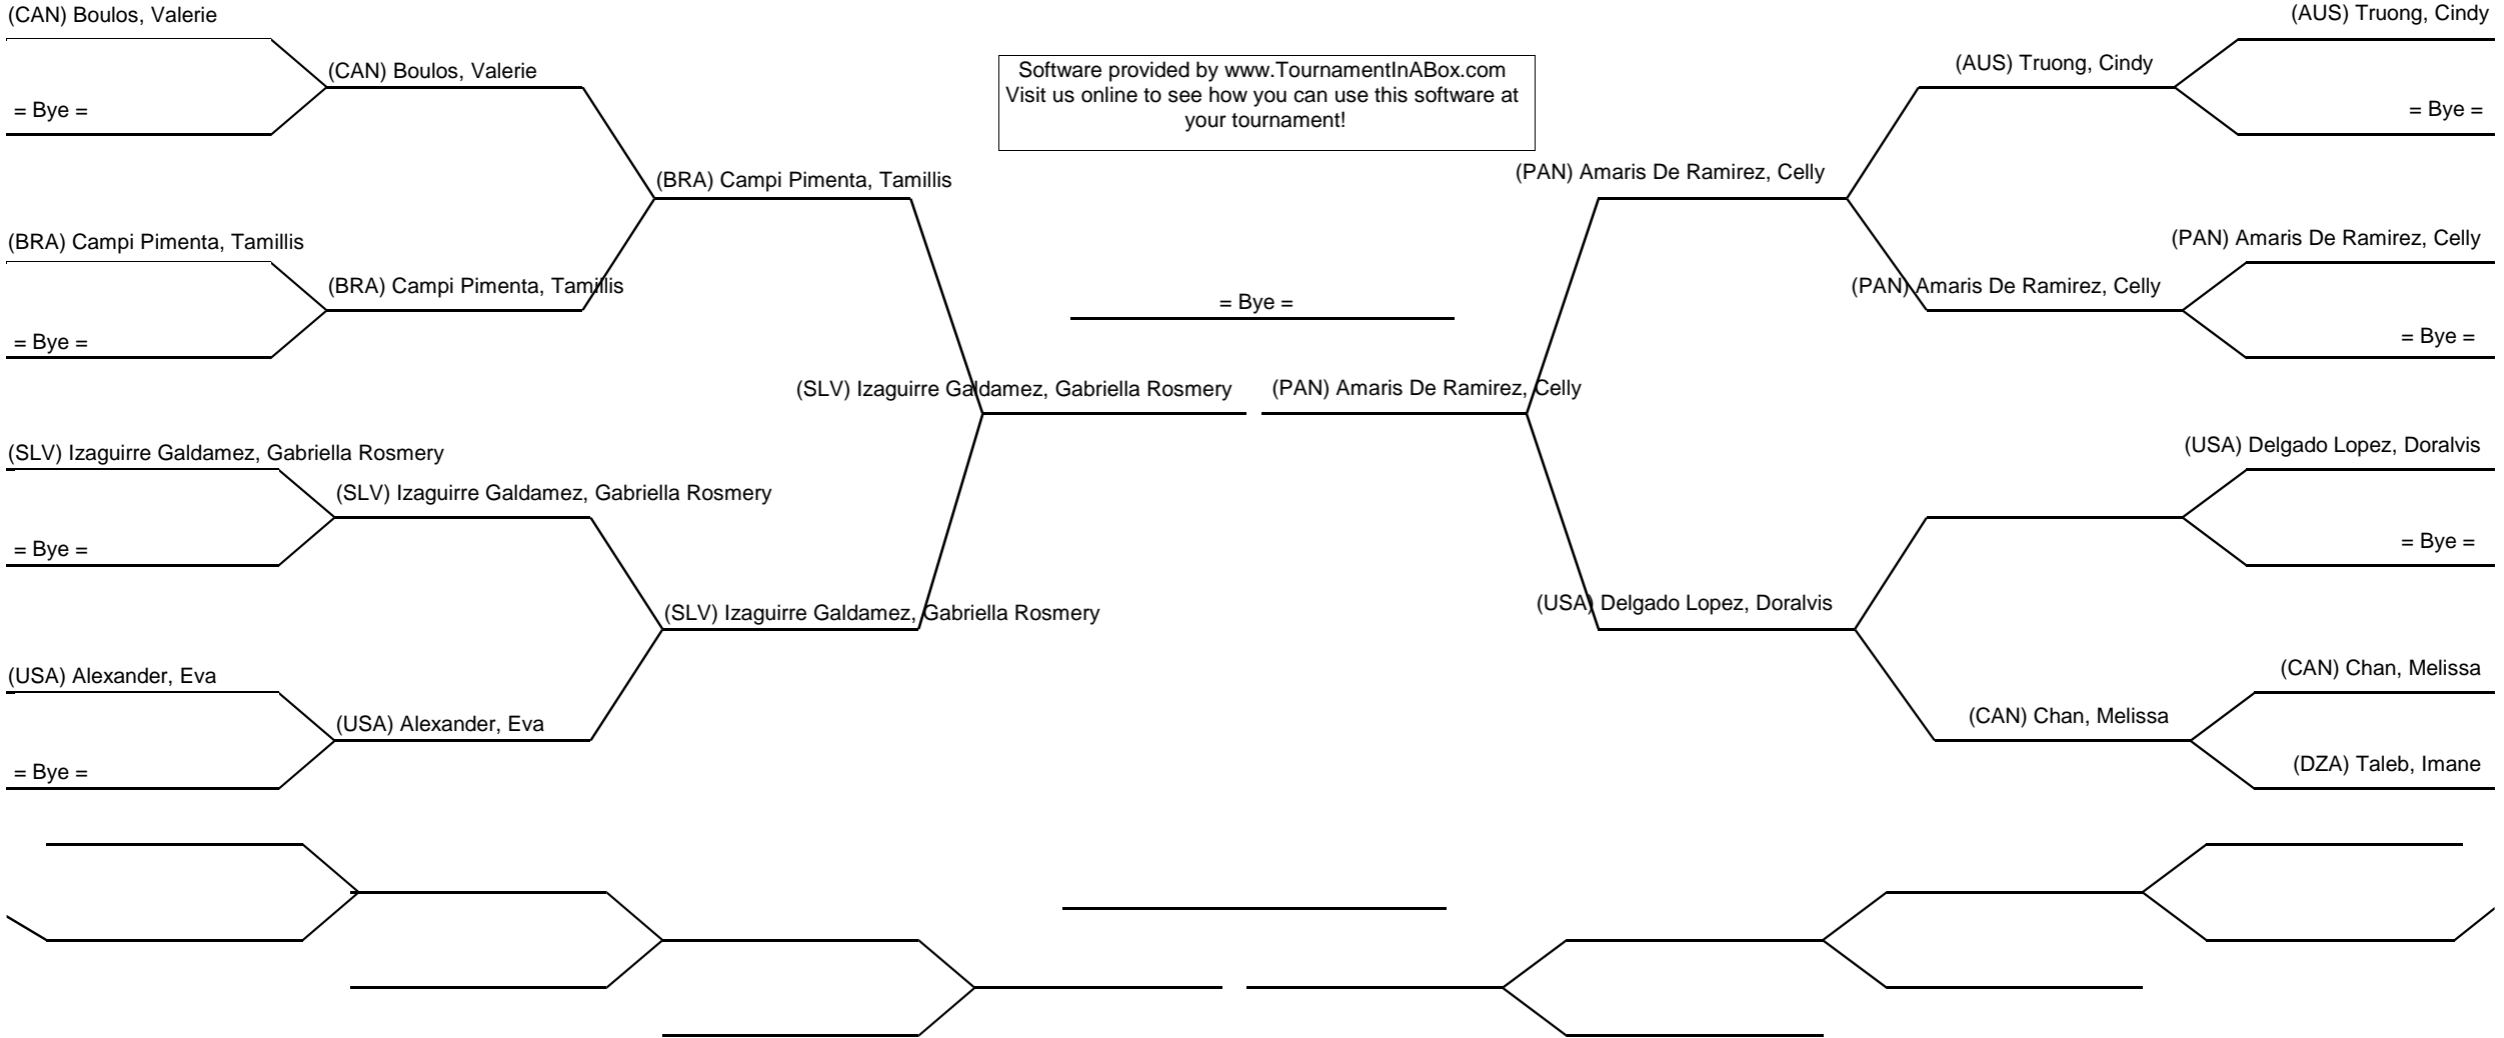 (CAN) Boulos, Valerie
(AUS) Truong, Cindy
(CAN) Boulos, Valerie
Software provided by www.TournamentInABox.com
Visit us online to see how you can use this software at
your tournament!
(AUS) Truong, Cindy
= Bye =
= Bye =
(BRA) Campi Pimenta, Tamillis
(PAN) Amaris De Ramirez, Celly
(BRA) Campi Pimenta, Tamillis
(PAN) Amaris De Ramirez, Celly
(BRA) Campi Pimenta, Tamillis
(PAN) Amaris De Ramirez, Celly
= Bye =
= Bye =
= Bye =
(SLV) Izaguirre Galdamez, Gabriella Rosmery
(PAN) Amaris De Ramirez, Celly
(SLV) Izaguirre Galdamez, Gabriella Rosmery
(USA) Delgado Lopez, Doralvis
(SLV) Izaguirre Galdamez, Gabriella Rosmery
= Bye =
= Bye =
(SLV) Izaguirre Galdamez, Gabriella Rosmery
(USA) Delgado Lopez, Doralvis
(USA) Alexander, Eva
(CAN) Chan, Melissa
(USA) Alexander, Eva
(CAN) Chan, Melissa
= Bye =
(DZA) Taleb, Imane